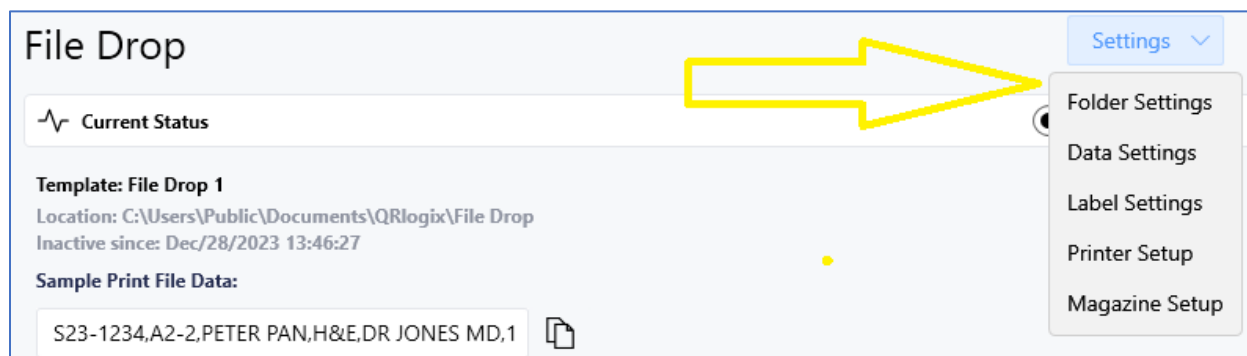 File Drop
Settings
Folder Settings
Current Status
Data Settings
Template: File Drop 1
Label Settings
Location: C:\Users\Public\Documents\QRlogix\File Drop
Inactive since: Dec/28/2023 13:46:27
Printer Setup
Sample Print File Data:
Magazine Setup
S23-1234,A2-2,PETER PAN,H&E,DR JONES MD,1